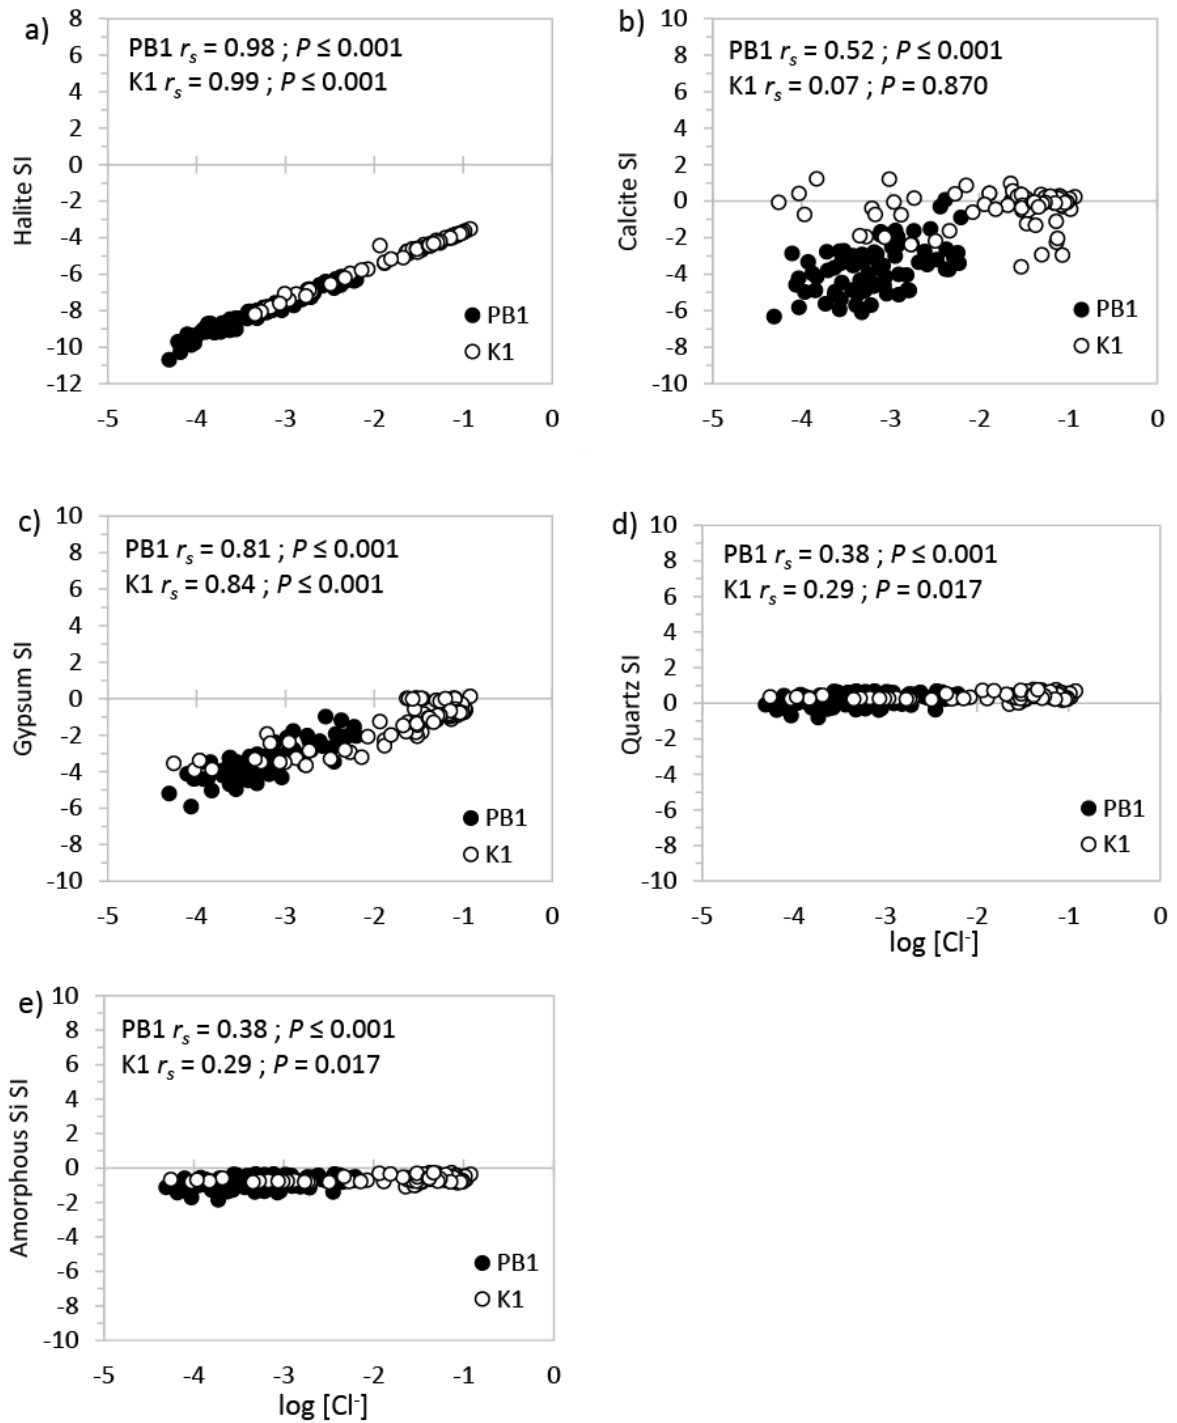 a)
PB1 rs = 0.98 ; P ≤ 0.001
K1 rs = 0.99 ; P ≤ 0.001
8
6
4
2
0
-2
-4
-6
-8
-10
-12
Halite SI
PB1
K1
-5 -4 -3 -2 -1 0
b)
PB1 rs = 0.52 ; P ≤ 0.001
K1 rs = 0.07 ; P = 0.870
10
8
6
4
2
0
-2
-4
-6
-8
-10
Calcite SI
PB1
K1
-5 -4 -3 -2 -1 0
c)
PB1 rs = 0.81 ; P ≤ 0.001
K1 rs = 0.84 ; P ≤ 0.001
10
8
6
4
2
0
-2
-4
-6
-8
-10
Gypsum SI
PB1
K1
-5 -4 -3 -2 -1 0
d)
PB1 rs = 0.38 ; P ≤ 0.001
K1 rs = 0.29 ; P = 0.017
10
8
6
4
2
0
-2
-4
-6
-8
-10
Quartz SI
PB1
K1
-5 -4 -3 -2 -1 0
log [Cl-]
e)
PB1 rs = 0.38 ; P ≤ 0.001
K1 rs = 0.29 ; P = 0.017
10
8
6
4
2
0
-2
-4
-6
-8
-10
Amorphous Si SI
PB1
K1
-5 -4 -3 -2 -1 0
log [Cl-]